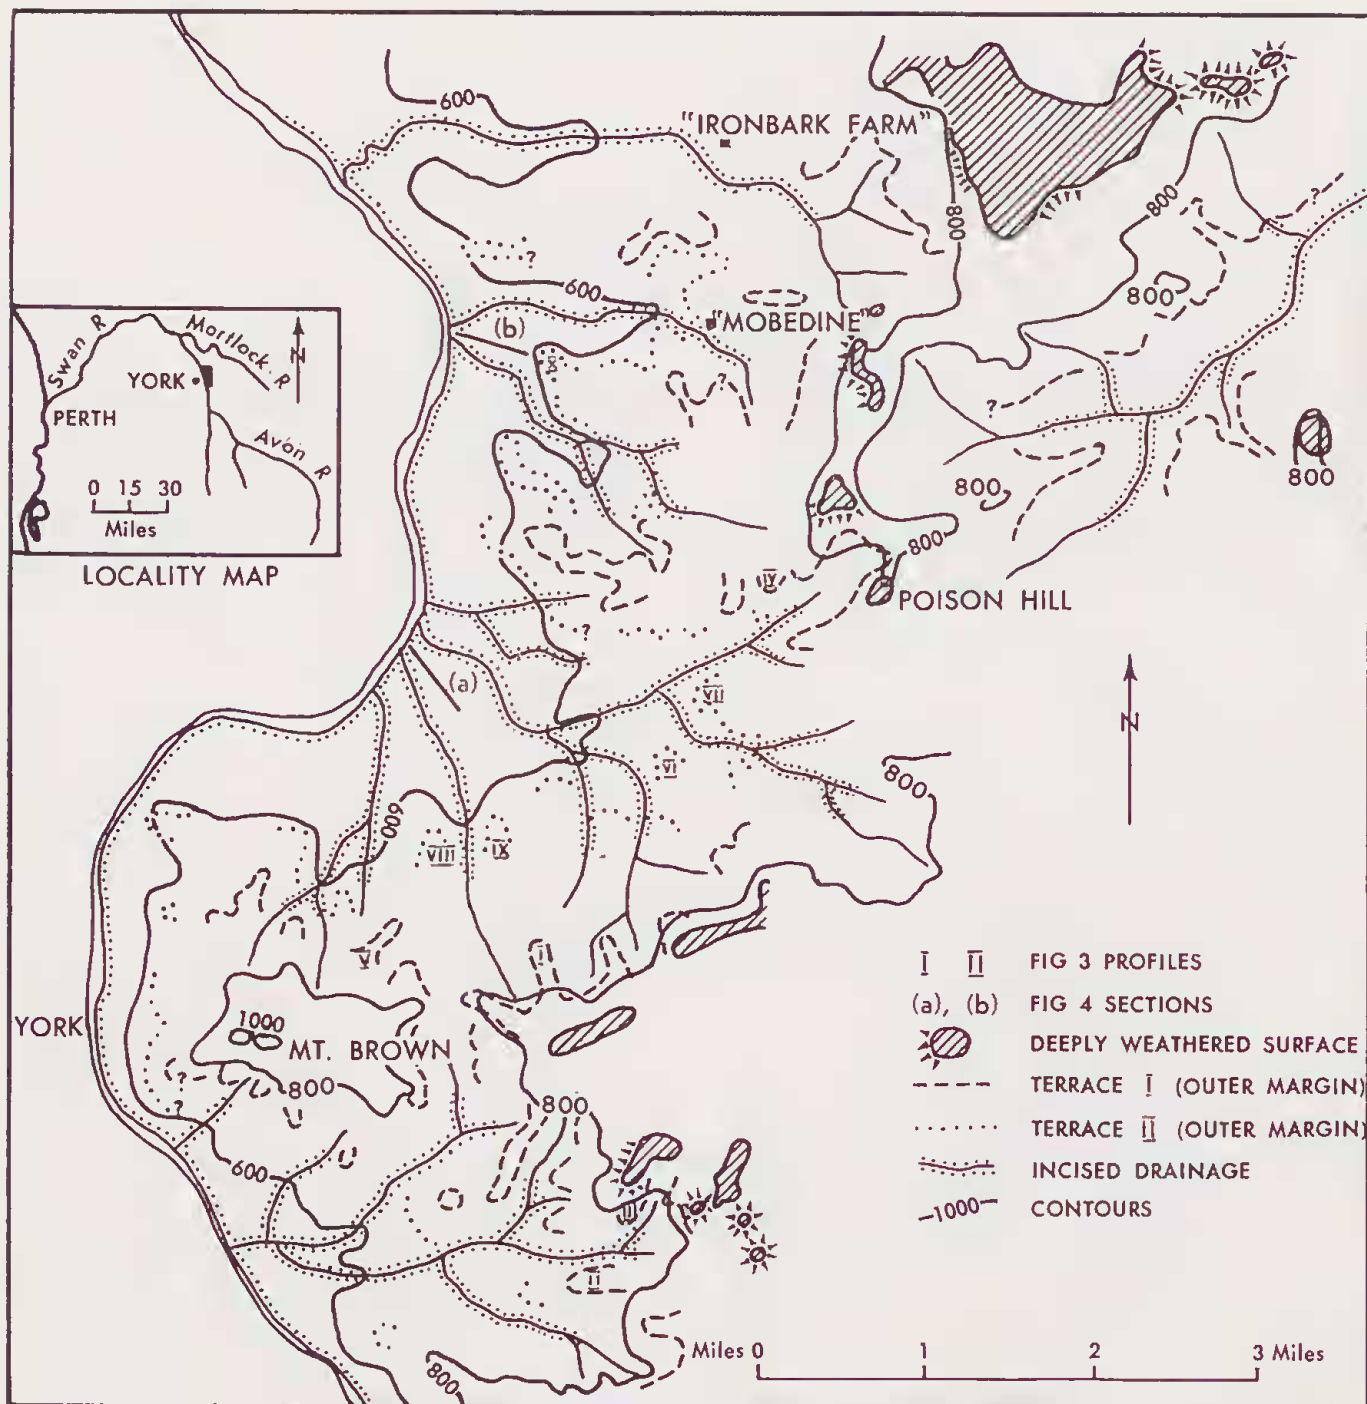 600
"IRONBARK FARM"
800
800
?
?
600
800
"MOBEDINE"
(b)
X
?
?
800
800
800
IV
POISON HILL
?
(a)
VII
N
VI
800
600
VIII
IX
V
I
YORK
1000
MT. BROWN
800
?
?
800
600
III
II
800
Swan R
Mortlock R
N
YORK
PERTH
Avon R
0 15 30
Miles
LOCALITY MAP
I II FIG 3 PROFILES
(a), (b) FIG 4 SECTIONS
DEEPLY WEATHERED SURFACE
TERRACE I (OUTER MARGIN)
TERRACE II (OUTER MARGIN)
INCISED DRAINAGE
-1000- CONTOURS
Miles 0 1 2 3 Miles